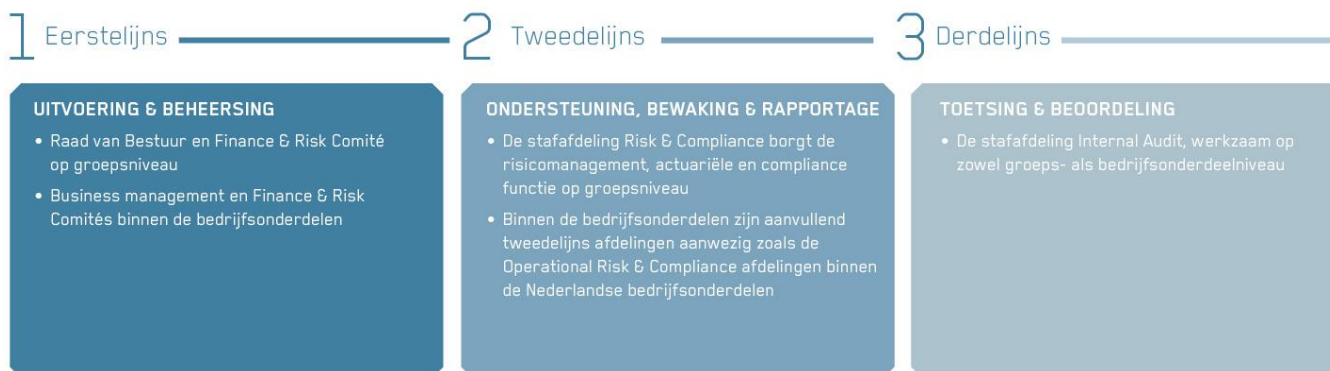 1 Eerstelijns
UITVOERING & BEHEERSING
• Raad van Bestuur en Finance & Risk Comité
op groepsniveau
• Business management en Finance & Risk
Comités binnen de bedrijfsonderdelen
2 Tweedelijns
ONDERSTEUNING, BEWAKING & RAPPORTAGE
• De stafafdeling Risk & Compliance borgt de
risicomanagement, actuariële en compliance
functie op groepsniveau
• Binnen de bedrijfsonderdelen zijn aanvullend
tweedelijns afdelingen aanwezig zoals de
Operational Risk & Compliance afdelingen binnen
de Nederlandse bedrijfsonderdelen
3 Derdelijns
TOETSING & BEOORDELING
• De stafafdeling Internal Audit, werkzaam op
zowel groeps- als bedrijfsonderdeelniveau